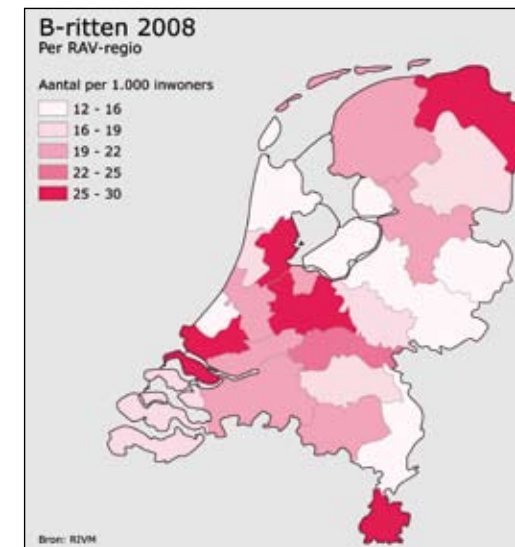 B-ritten 2008
Per RAV-regio
Aantal per 1.000 inwoners
12 - 16
16 - 19
19 - 22
22 - 25
25 - 30
Bron: RIVM